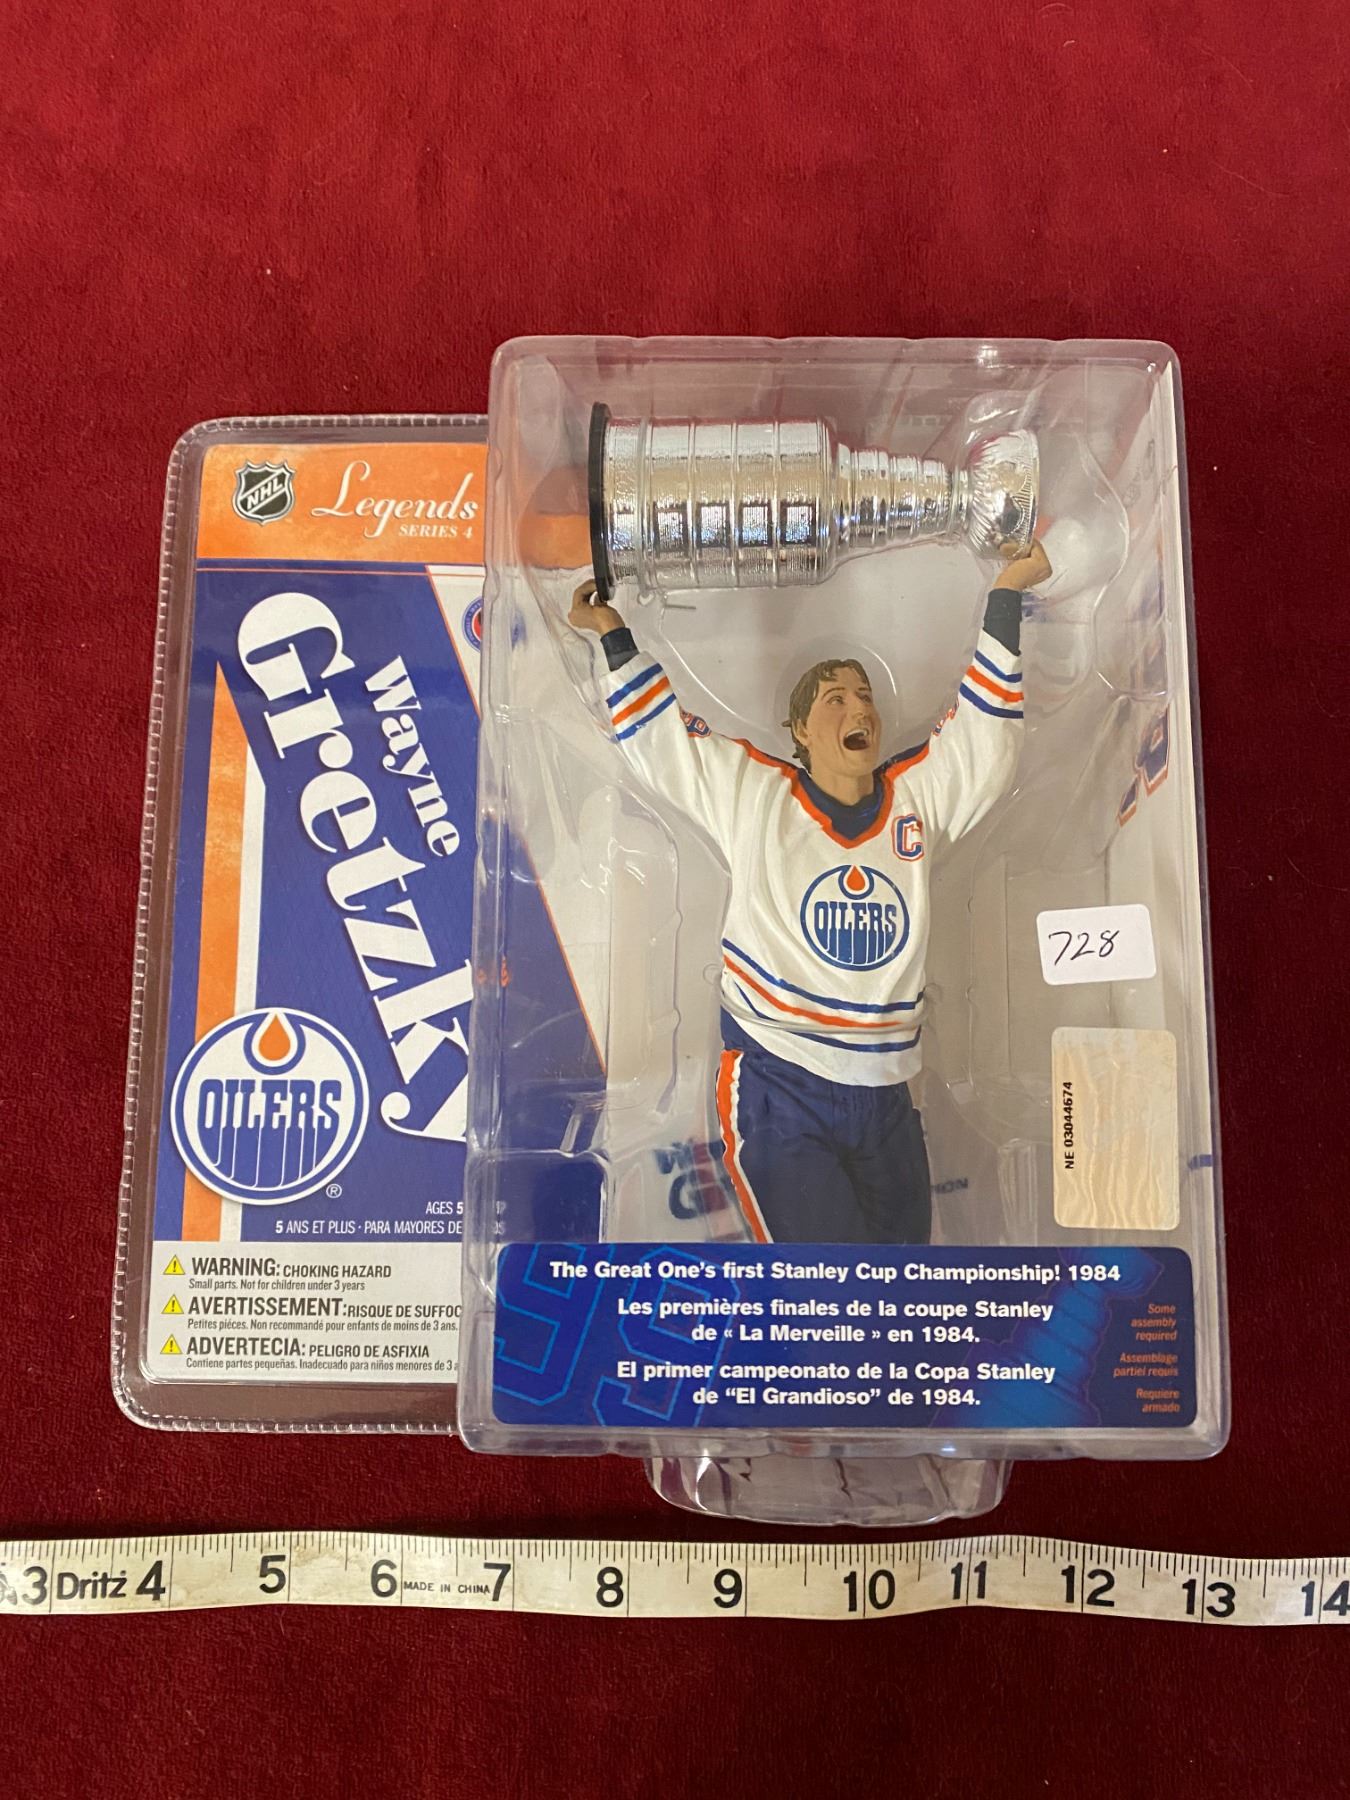 NHL
Legends
SERIES 4
Wayne
Gretzky
OILERS
®
C
OILERS
728
NE 03044674
AGES 5
5 ANS ET PLUS · PARA MAYORES DE
WARNING: CHOKING HAZARD
Small parts. Not for children under 3 years
AVERTISSEMENT: RISQUE DE SUFFOC
Petites pièces. Non recommandé pour enfants de moins de 3 ans.
ADVERTECIA: PELIGRO DE ASFIXIA
Contiene partes pequeñas. Inadecuado para niños menores de 3 a
99
The Great One's first Stanley Cup Championship! 1984
Les premières finales de la coupe Stanley
de « La Merveille » en 1984.
El primer campeonato de la Copa Stanley
de "El Grandioso" de 1984.
Some
assembly
required
Assemblage
partiel requis
Requiere
armado
3 Dritz 4 5 6 MADE IN CHINA 7 8 9 10 11 12 13 14